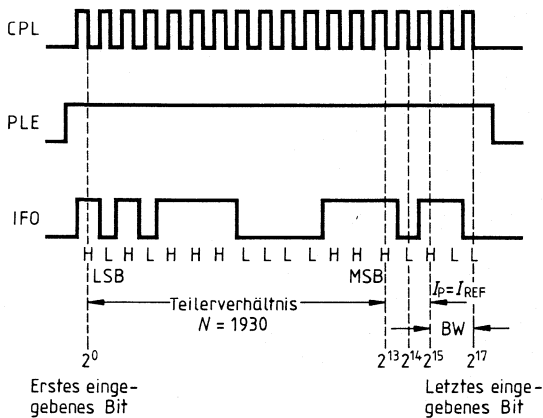 CPL
PLE
IFO
H L H L H H H L L L L H H H L H L L
LSB
MSB
Teilerverhältnis
N = 1930
I_P=I_REF
BW
2^0
2^13 2^14 2^15 2^17
Erstes einge-
gebenes Bit
Letztes einge-
gebenes Bit